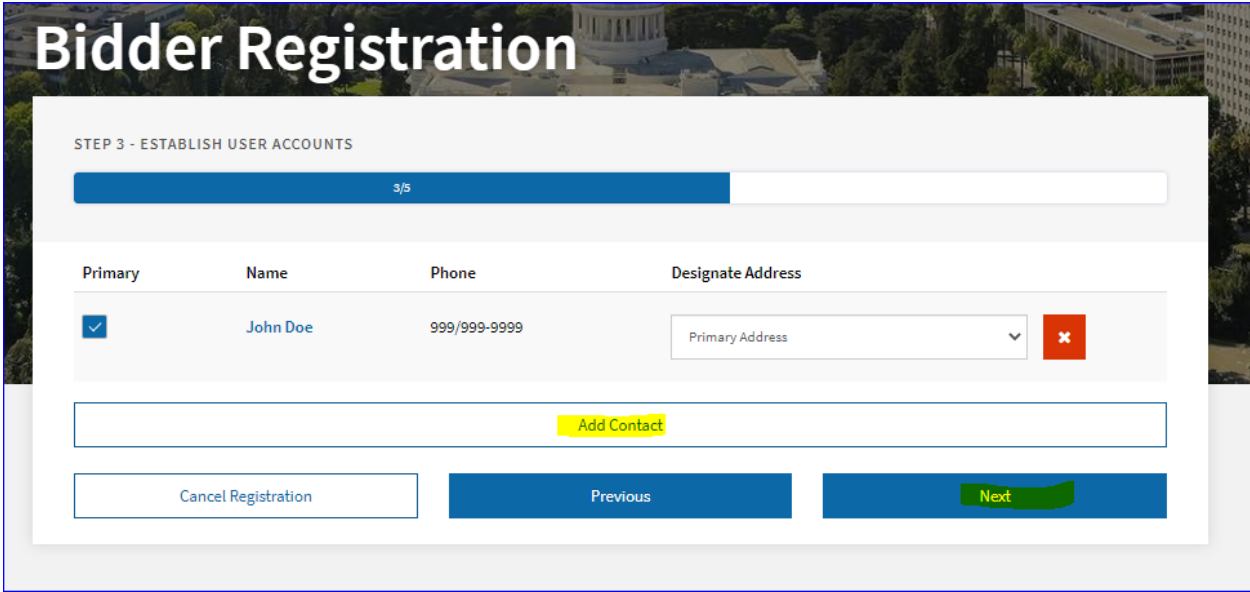 Bidder Registration
STEP 3 - ESTABLISH USER ACCOUNTS
3/5
Primary Name Phone Designate Address
John Doe 999/999-9999 Primary Address
Add Contact
Cancel Registration Previous Next